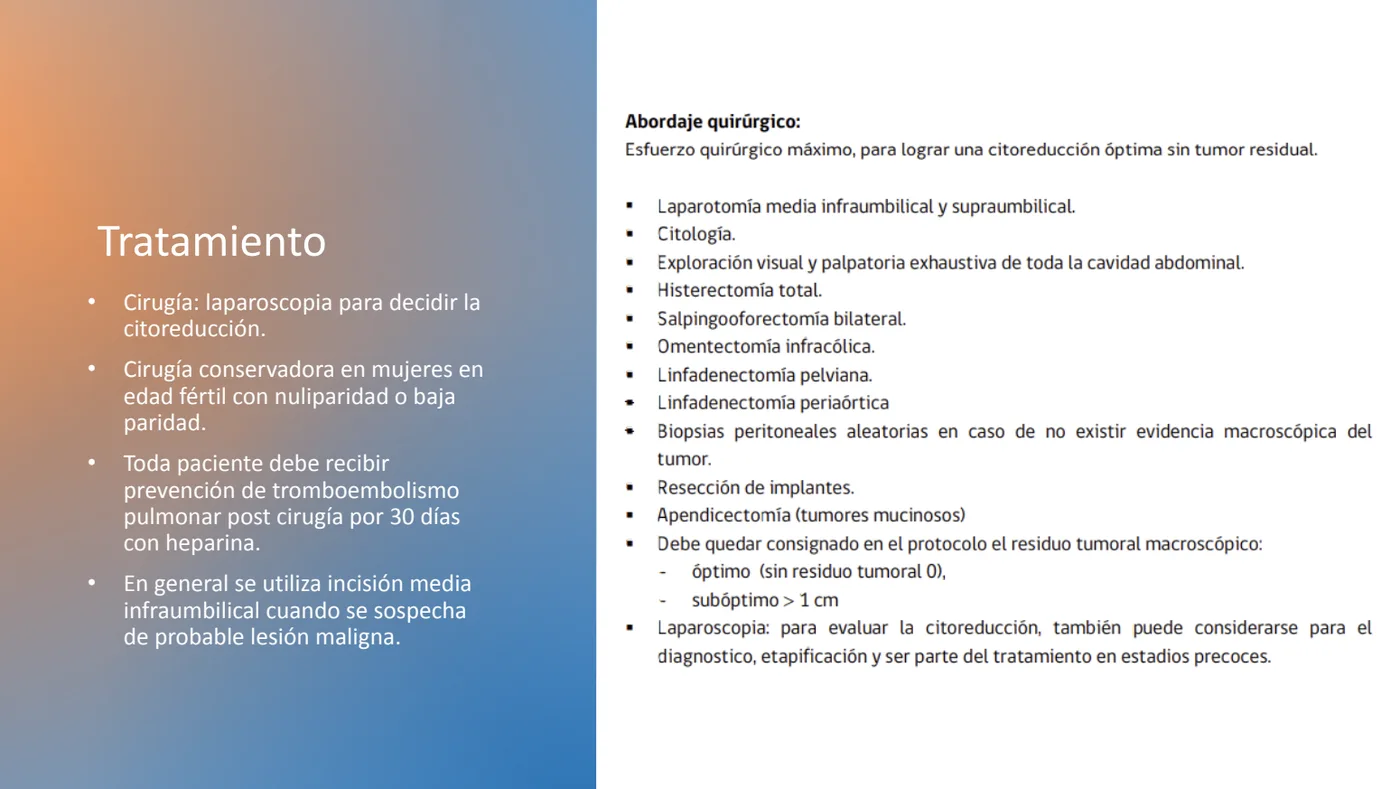 Tratamiento
• Cirugía: laparoscopia para decidir la
citoreducción.
• Cirugía conservadora en mujeres en
edad fértil con nuliparidad o baja
paridad.
• Toda paciente debe recibir
prevención de tromboembolismo
pulmonar post cirugía por 30 días
con heparina.
• En general se utiliza incisión media
infraumbilical cuando se sospecha
de probable lesión maligna.
Abordaje quirúrgico:
Esfuerzo quirúrgico máximo, para lograr una citoreducción óptima sin tumor residual.
▪ Laparotomía media infraumbilical y supraumbilical.
▪ Citología.
▪ Exploración visual y palpatoria exhaustiva de toda la cavidad abdominal.
▪ Histerectomía total.
▪ Salpingooforectomía bilateral.
▪ Omentectomía infracólica.
▪ Linfadenectomía pelviana.
▪ Linfadenectomía periaórtica
▪ Biopsias peritoneales aleatorias en caso de no existir evidencia macroscópica del
tumor.
▪ Resección de implantes.
▪ Apendicectomía (tumores mucinosos)
▪ Debe quedar consignado en el protocolo el residuo tumoral macroscópico:
- óptimo (sin residuo tumoral 0),
- subóptimo > 1 cm
▪ Laparoscopia: para evaluar la citoreducción, también puede considerarse para el
diagnostico, etapificación y ser parte del tratamiento en estadios precoces.